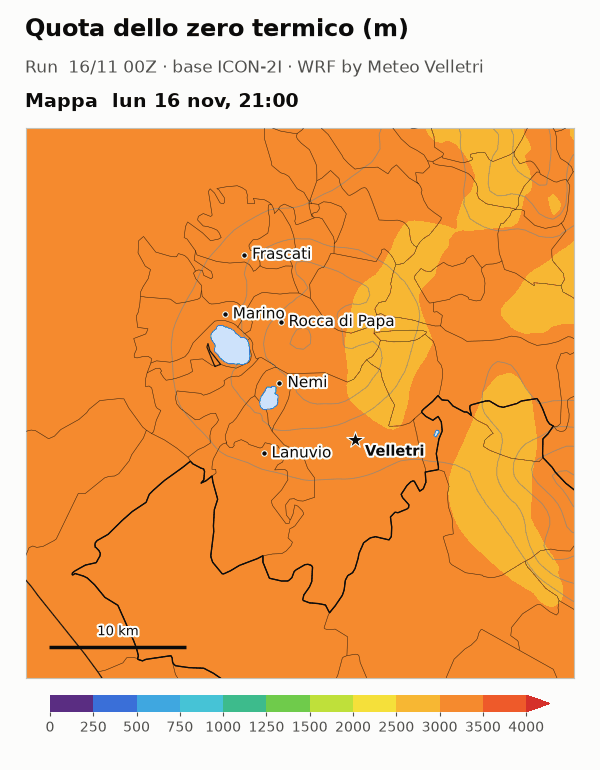 Quota dello zero termico (m)
Run  16/11 00Z · base ICON-2I · WRF by Meteo Velletri
Mappa  lun 16 nov, 21:00
Frascati
Marino
Rocca di Papa
Nemi
Velletri
Lanuvio
10 km
0 250 500 750 1000 1250 1500 2000 2500 3000 3500 4000